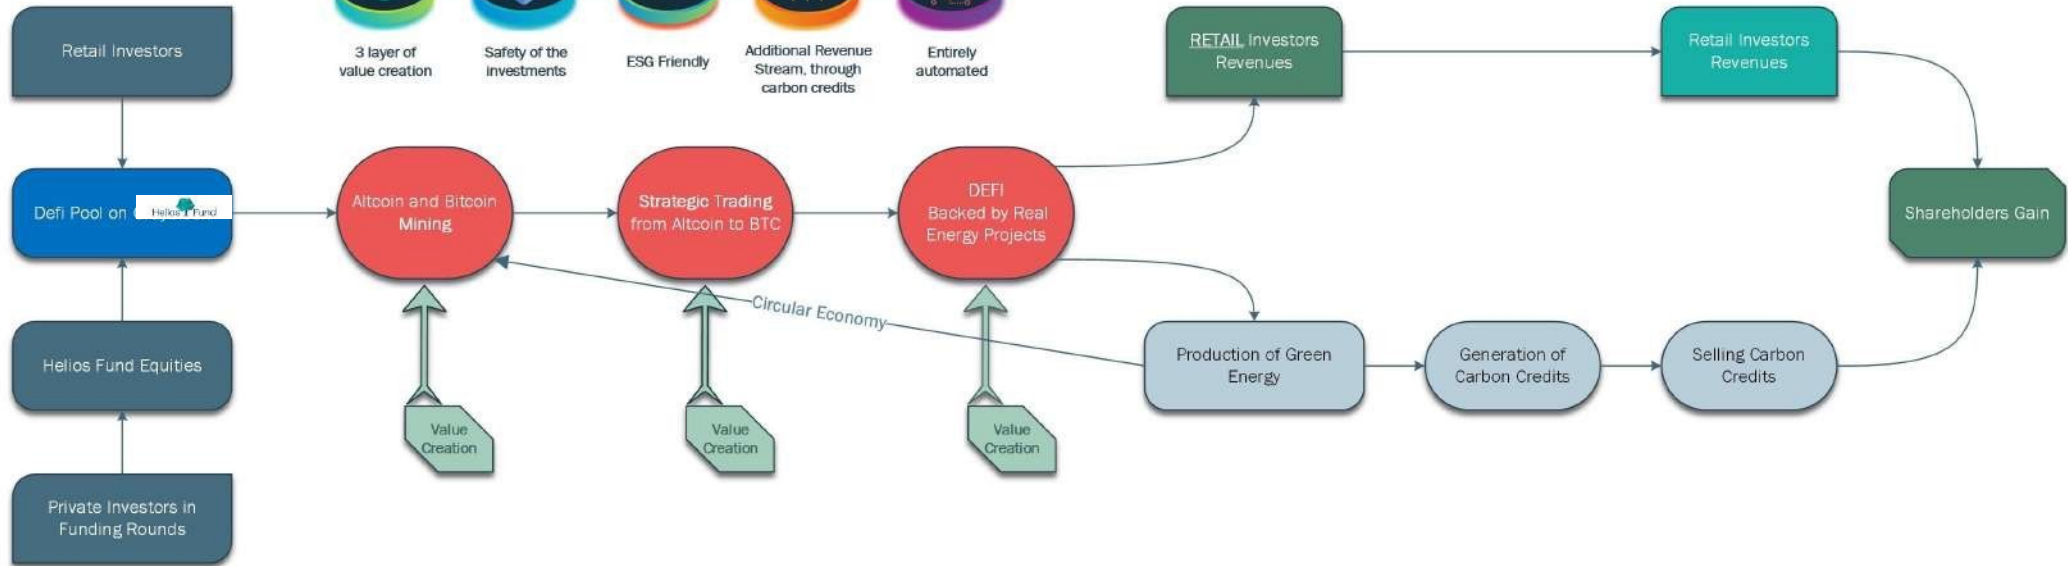 Retail Investors
3 layer of
value creation
Safety of the
investments
ESG Friendly
Additional Revenue
Stream, through
carbon credits
Entirely
automated
RETAIL Investors
Revenues
Retail Investors
Revenues
Defi Pool on
Helios Fund
Altcoin and Bitcoin
Mining
Strategic Trading
from Altcoin to BTC
DEFI
Backed by Real
Energy Projects
Shareholders Gain
Circular Economy
Helios Fund Equities
Production of Green
Energy
Generation of
Carbon Credits
Selling Carbon
Credits
Value
Creation
Value
Creation
Value
Creation
Private Investors in
Funding Rounds